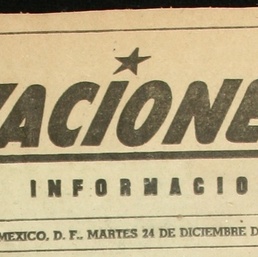 ACIONE
INFORMACIO
MEXICO, D. F., MARTES 24 DE DICIEMBRE D